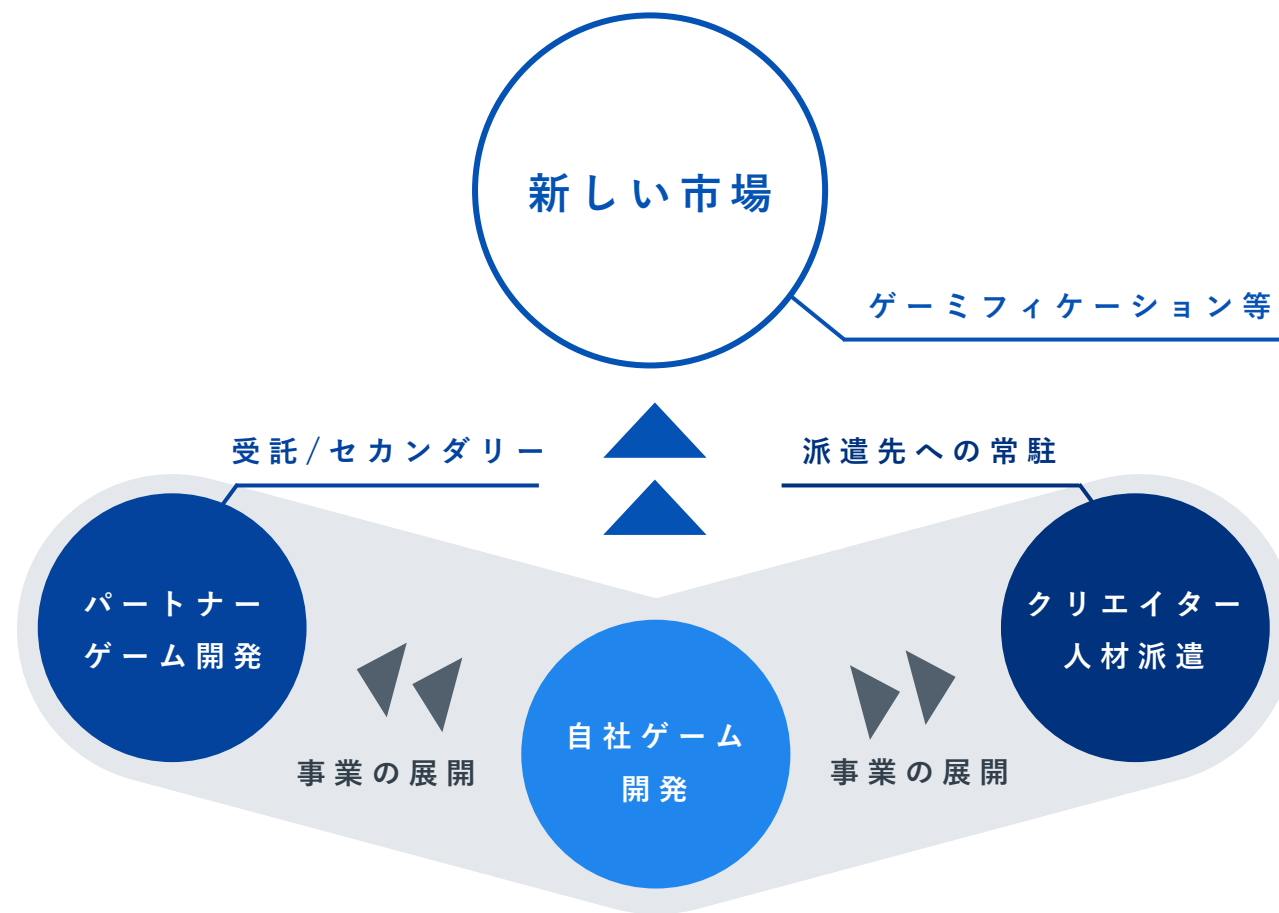 新しい市場
ゲーミフィケーション等
受託/セカンダリー
派遣先への常駐
パートナー
ゲーム開発
クリエイター
人材派遣
自社ゲーム
開発
事業の展開
事業の展開